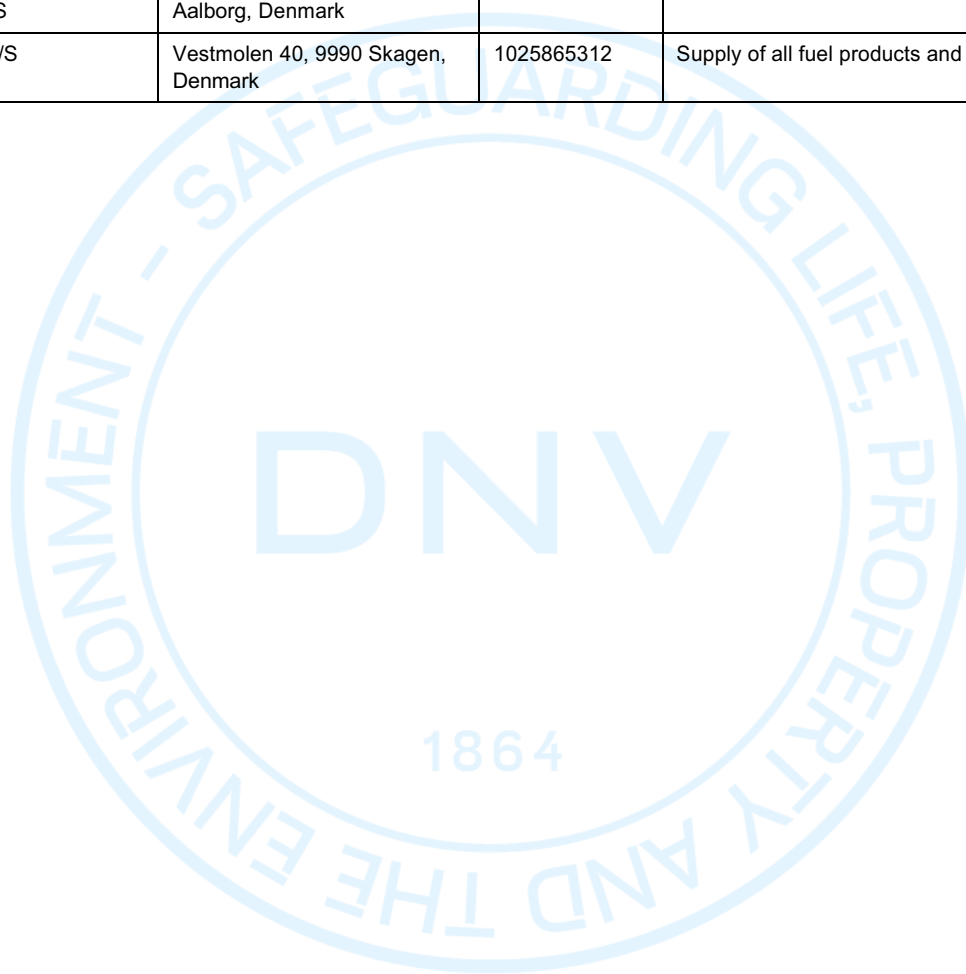 S Aalborg, Denmark
/S Vestmolen 40, 9990 Skagen, 1025865312 Supply of all fuel products and
Denmark
SAFEGUARDING LIFE, PROPERTY AND THE ENVIRONMENT -
DNV
1864